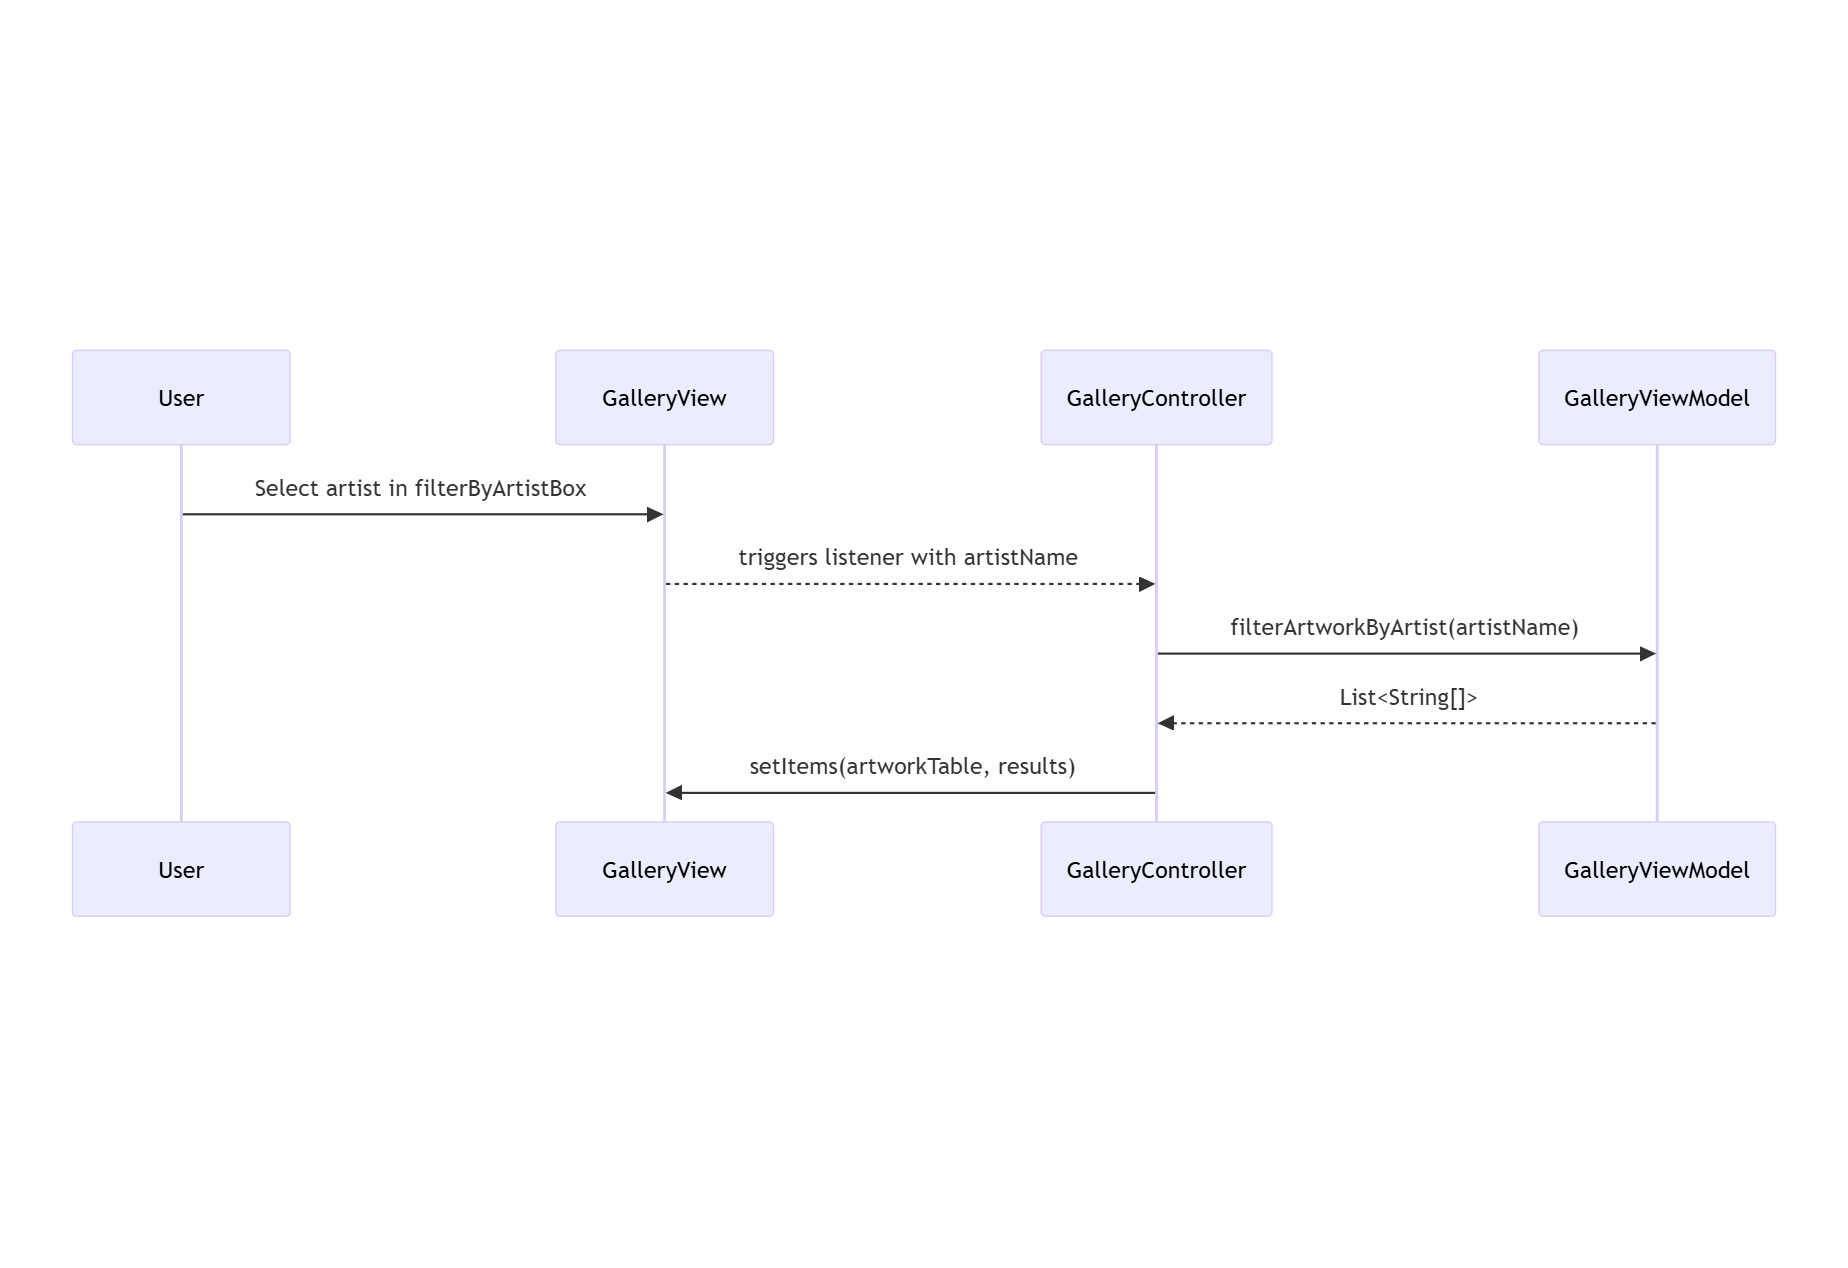 User
GalleryView
GalleryController
GalleryViewModel
Select artist in filterByArtistBox
triggers listener with artistName
filterArtworkByArtist(artistName)
List<String[]>
setItems(artworkTable, results)
User
GalleryView
GalleryController
GalleryViewModel